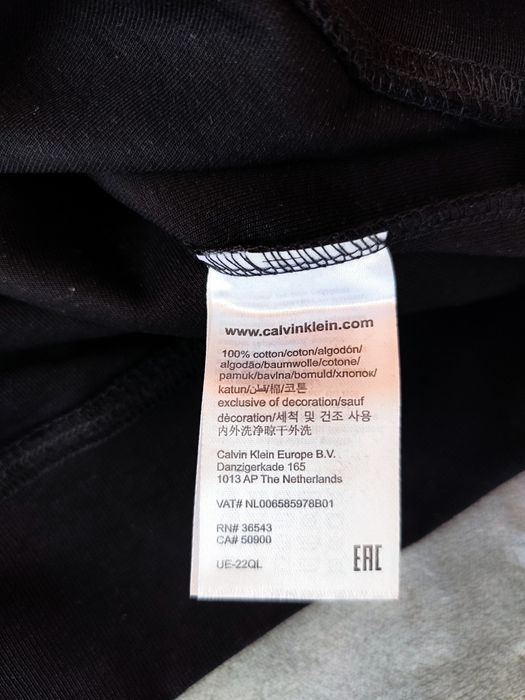 www.calvinklein.com
100% cotton/coton/algodón/
algodão/baumwolle/cotone/
pamuk/bavlna/bomuld/хлопок/
katun/قطن/棉/코튼
exclusive of decoration/sauf
décoration/세척 및 건조 사용
内外洗净晾干外洗
Calvin Klein Europe B.V.
Danzigerkade 165
1013 AP The Netherlands
VAT# NL006585978B01
RN# 36543
CA# 50900
UE-22QL
EAC